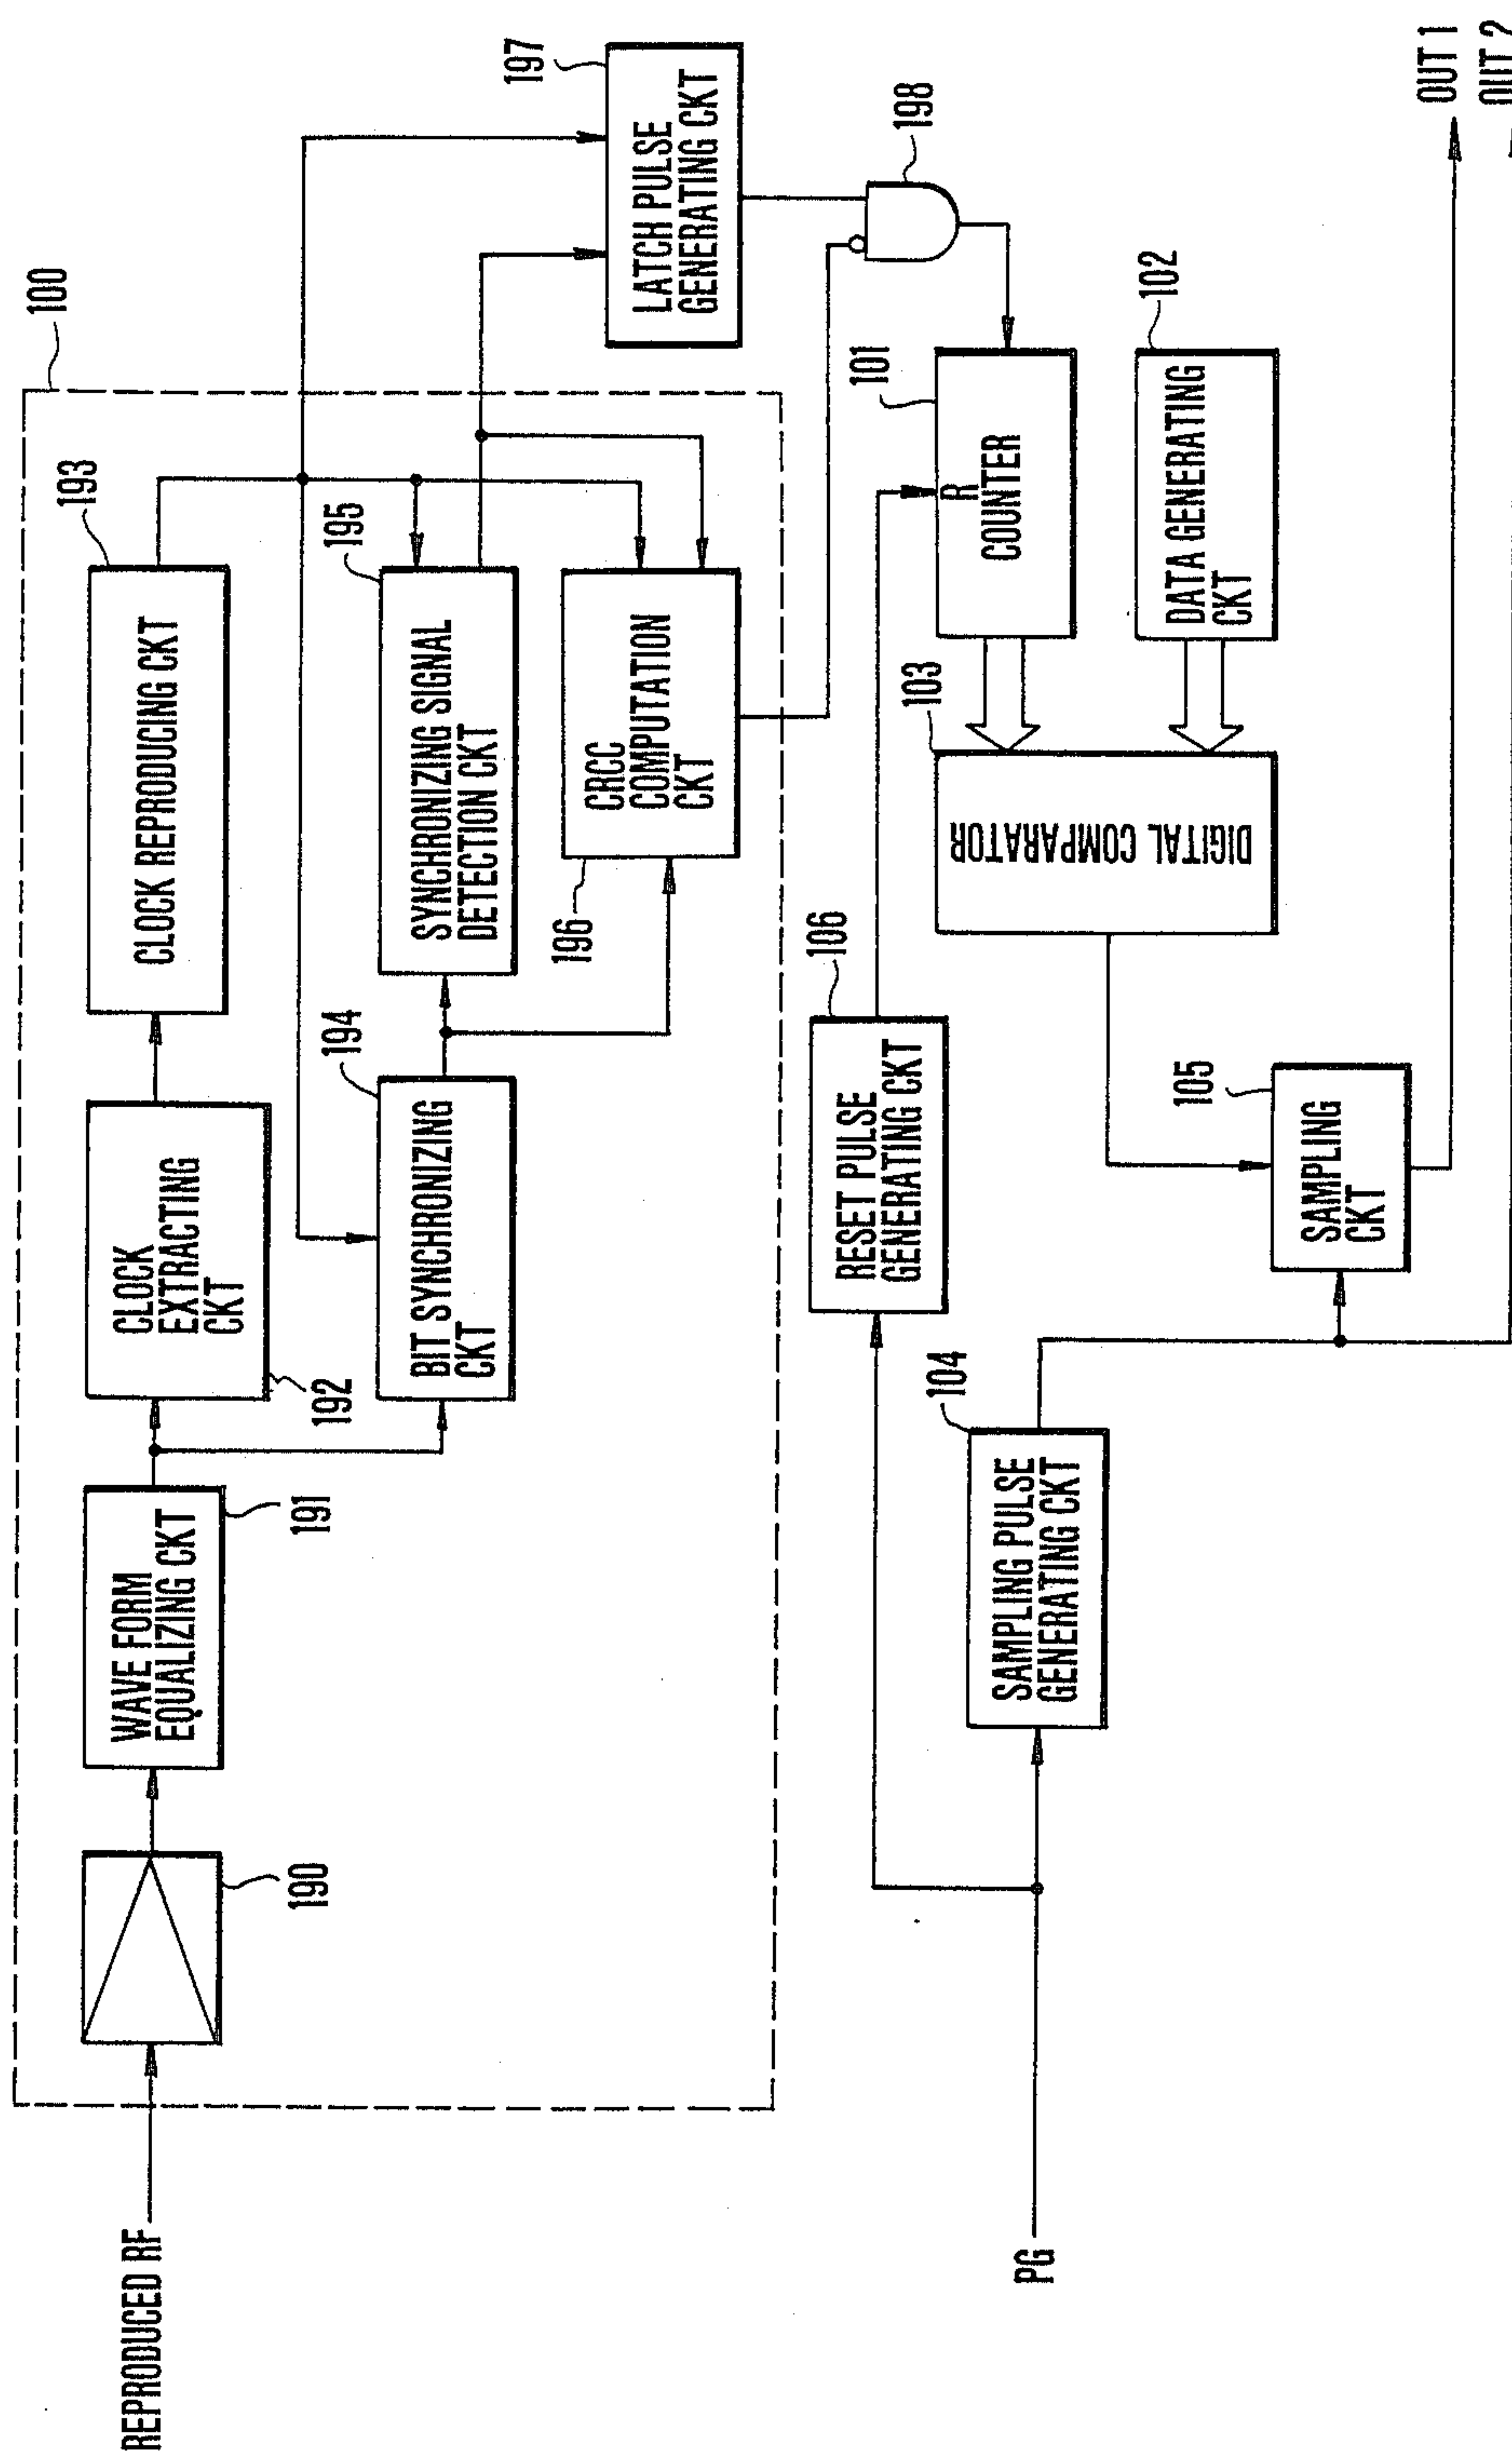 REPRODUCED RF
190
WAVE FORM
EQUALIZING CKT
191
CLOCK
EXTRACTING
CKT
192
CLOCK REPRODUCING CKT
193
100
BIT SYNCHRONIZING
CKT
194
SYNCHRONIZING SIGNAL
DETECTION CKT
195
CRCC
COMPUTATION
CKT
196
LATCH PULSE
GENERATING CKT
197
198
PG
RESET PULSE
GENERATING CKT
106
R
COUNTER
101
DATA GENERATING
CKT
102
DIGITAL COMPARATOR
103
SAMPLING PULSE
GENERATING CKT
104
SAMPLING
CKT
105
OUT 1
OUT 2